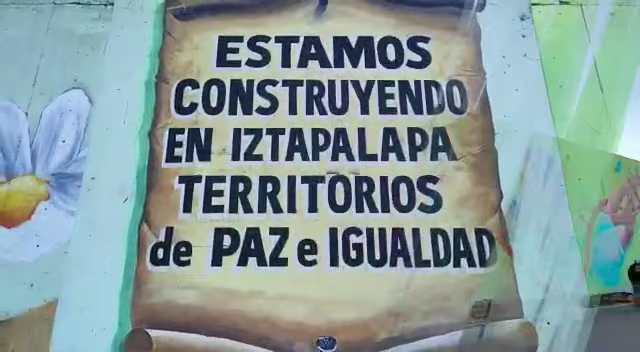 ESTAMOS
CONSTRUYENDO
EN IZTAPALAPA
TERRITORIOS
de PAZ e IGUALDAD